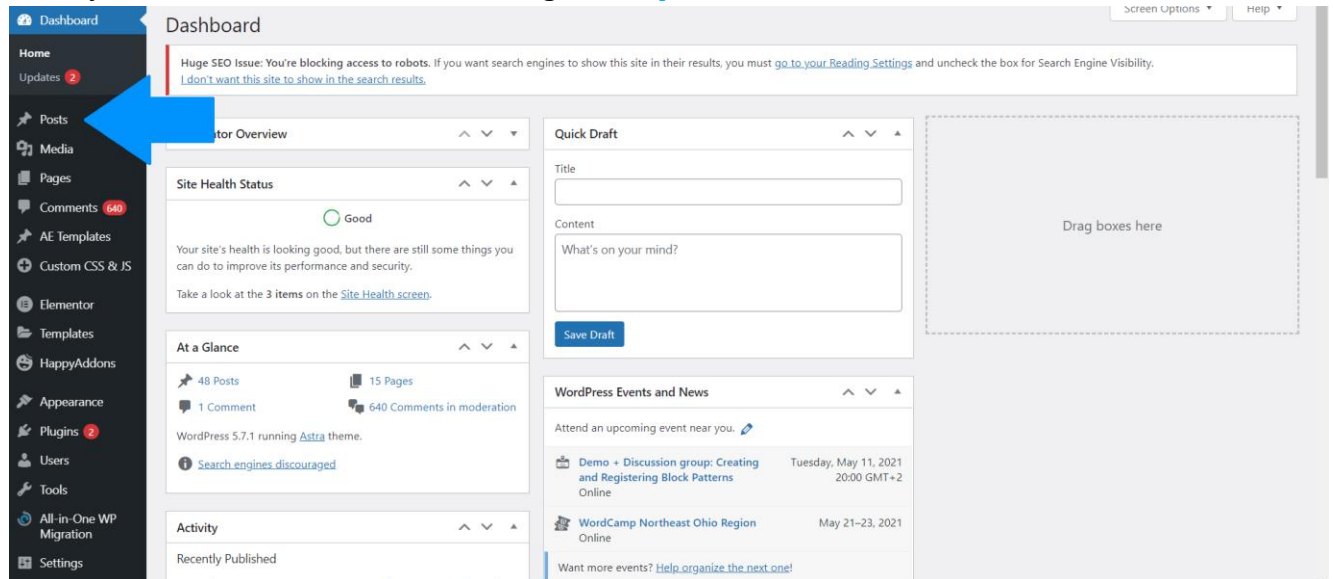 Dashboard
Home
Updates 2
Posts
Media
Pages
Comments 640
AE Templates
Custom CSS & JS
Elementor
Templates
HappyAddons
Appearance
Plugins 2
Users
Tools
All-in-One WP
Migration
Settings
Dashboard
Screen Options
Help
Huge SEO Issue: You're blocking access to robots. If you want search engines to show this site in their results, you must go to your Reading Settings and uncheck the box for Search Engine Visibility.
I don't want this site to show in the search results.
Overview
Site Health Status
Good
Your site's health is looking good, but there are still some things you
can do to improve its performance and security.
Take a look at the 3 items on the Site Health screen.
At a Glance
48 Posts
15 Pages
1 Comment
640 Comments in moderation
WordPress 5.7.1 running Astra theme.
Search engines discouraged
Activity
Recently Published
Quick Draft
Title
Content
What's on your mind?
Save Draft
WordPress Events and News
Attend an upcoming event near you.
Demo + Discussion group: Creating
and Registering Block Patterns
Online
Tuesday, May 11, 2021
20:00 GMT+2
WordCamp Northeast Ohio Region
Online
May 21–23, 2021
Want more events? Help organize the next one!
Drag boxes here